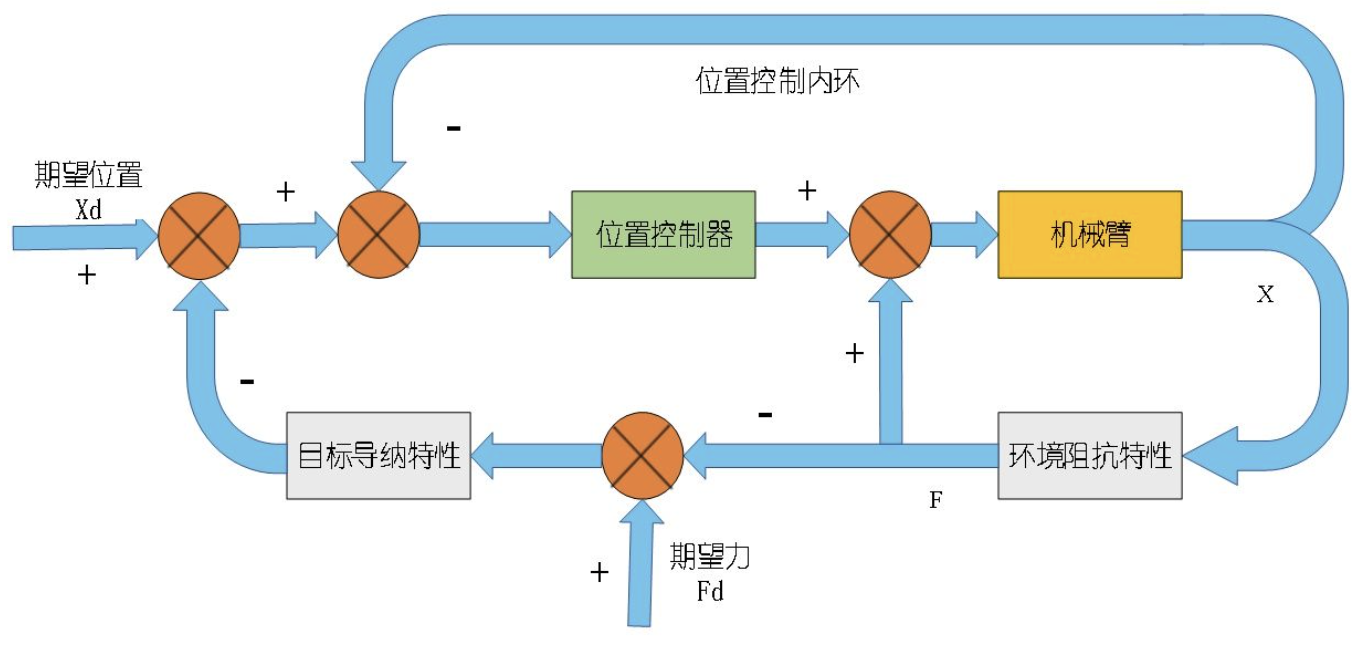 位置控制内环
-
期望位置
Xd
+
+
位置控制器
+
机械臂
X
-
目标导纳特性
-
+
环境阻抗特性
F
+
期望力
Fd